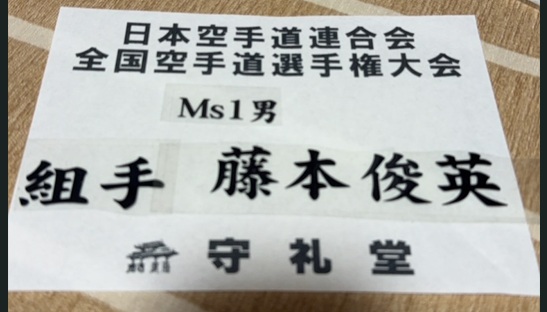 日本空手道連合会
全国空手道選手権大会
Ms1男
組手 藤本俊英
守礼堂